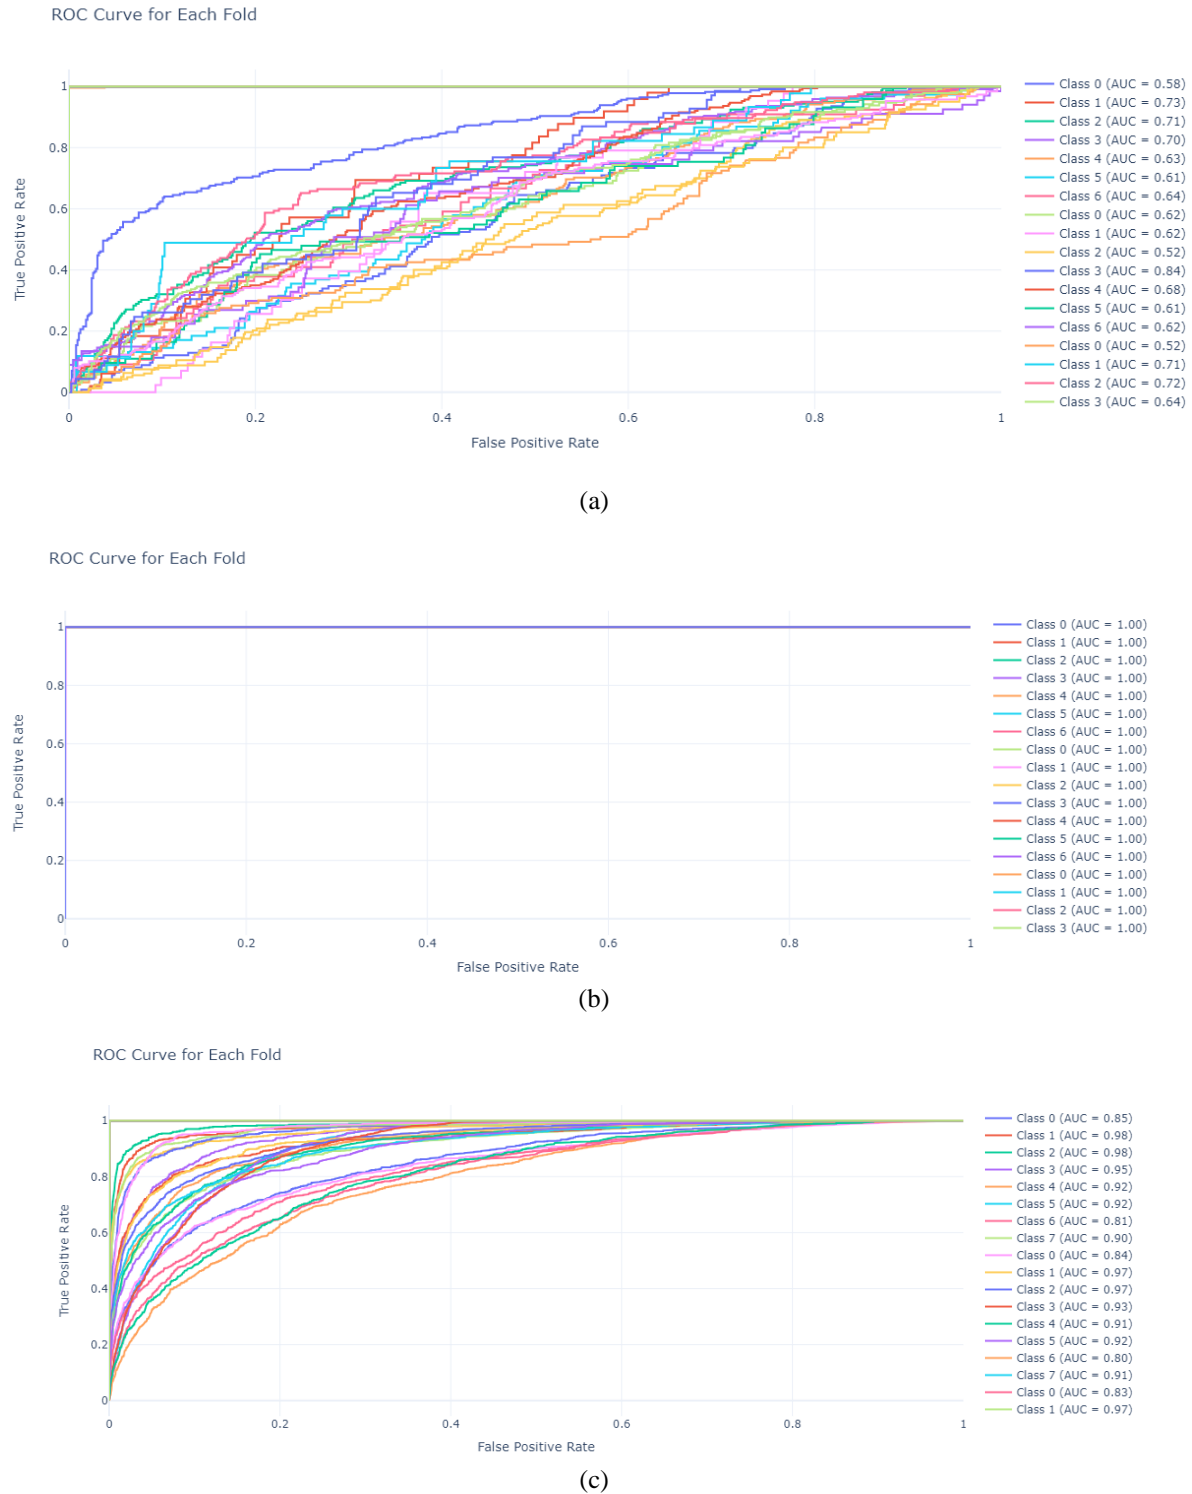 ROC Curve for Each Fold
1
0.8
0.6
0.4
0.2
0
True Positive Rate
0 0.2 0.4 0.6 0.8 1
False Positive Rate
Class 0 (AUC = 0.58)
Class 1 (AUC = 0.73)
Class 2 (AUC = 0.71)
Class 3 (AUC = 0.70)
Class 4 (AUC = 0.63)
Class 5 (AUC = 0.61)
Class 6 (AUC = 0.64)
Class 0 (AUC = 0.62)
Class 1 (AUC = 0.62)
Class 2 (AUC = 0.52)
Class 3 (AUC = 0.84)
Class 4 (AUC = 0.68)
Class 5 (AUC = 0.61)
Class 6 (AUC = 0.62)
Class 0 (AUC = 0.52)
Class 1 (AUC = 0.71)
Class 2 (AUC = 0.72)
Class 3 (AUC = 0.64)
(a)
ROC Curve for Each Fold
1
0.8
0.6
0.4
0.2
0
True Positive Rate
0 0.2 0.4 0.6 0.8 1
False Positive Rate
Class 0 (AUC = 1.00)
Class 1 (AUC = 1.00)
Class 2 (AUC = 1.00)
Class 3 (AUC = 1.00)
Class 4 (AUC = 1.00)
Class 5 (AUC = 1.00)
Class 6 (AUC = 1.00)
Class 0 (AUC = 1.00)
Class 1 (AUC = 1.00)
Class 2 (AUC = 1.00)
Class 3 (AUC = 1.00)
Class 4 (AUC = 1.00)
Class 5 (AUC = 1.00)
Class 6 (AUC = 1.00)
Class 0 (AUC = 1.00)
Class 1 (AUC = 1.00)
Class 2 (AUC = 1.00)
Class 3 (AUC = 1.00)
(b)
ROC Curve for Each Fold
1
0.8
0.6
0.4
0.2
0
True Positive Rate
0 0.2 0.4 0.6 0.8 1
False Positive Rate
Class 0 (AUC = 0.85)
Class 1 (AUC = 0.98)
Class 2 (AUC = 0.98)
Class 3 (AUC = 0.95)
Class 4 (AUC = 0.92)
Class 5 (AUC = 0.92)
Class 6 (AUC = 0.81)
Class 7 (AUC = 0.90)
Class 0 (AUC = 0.84)
Class 1 (AUC = 0.97)
Class 2 (AUC = 0.97)
Class 3 (AUC = 0.93)
Class 4 (AUC = 0.91)
Class 5 (AUC = 0.92)
Class 6 (AUC = 0.80)
Class 7 (AUC = 0.91)
Class 0 (AUC = 0.83)
Class 1 (AUC = 0.97)
(c)